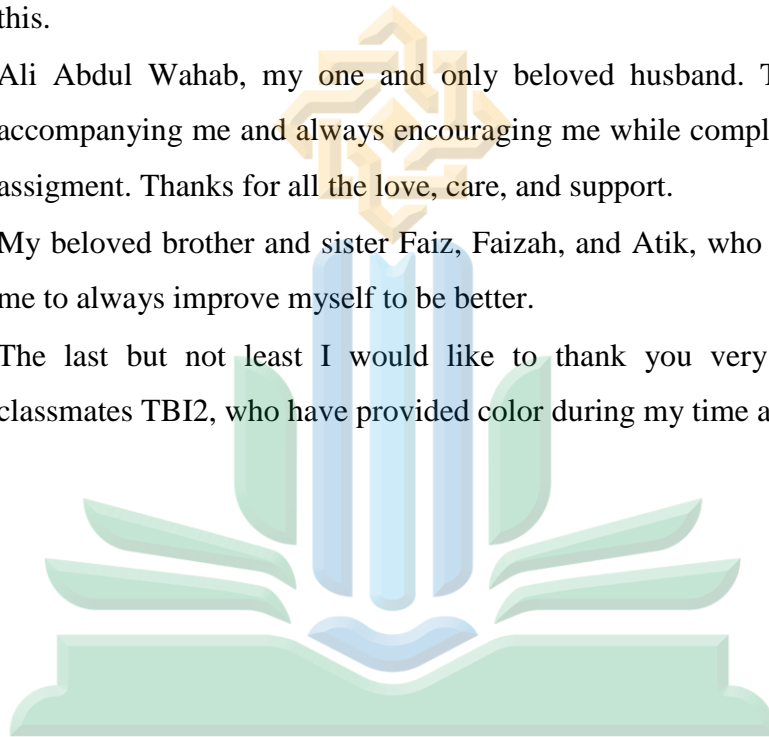 this.
Ali Abdul Wahab, my one and only beloved husband. T
accompanying me and always encouraging me while compl
assigment. Thanks for all the love, care, and support.
My beloved brother and sister Faiz, Faizah, and Atik, who
me to always improve myself to be better.
The last but not least I would like to thank you very
classmates TBI2, who have provided color during my time a